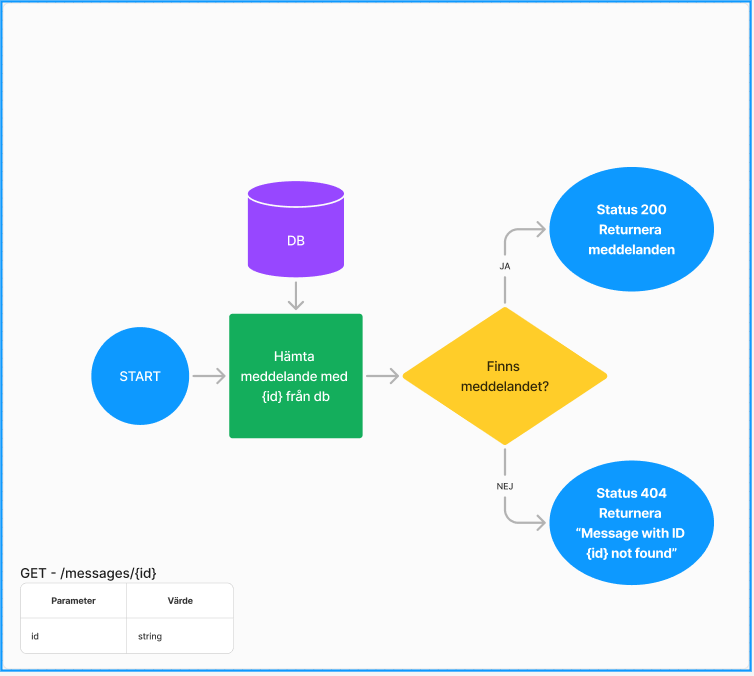 Status 200
Returnera
meddelanden
DB
JA
START
Hämta
meddelande med
{id} från db
Finns
meddelandet?
NEJ
Status 404
Returnera
“Message with ID
{id} not found”
GET - /messages/{id}
Parameter Värde
id string